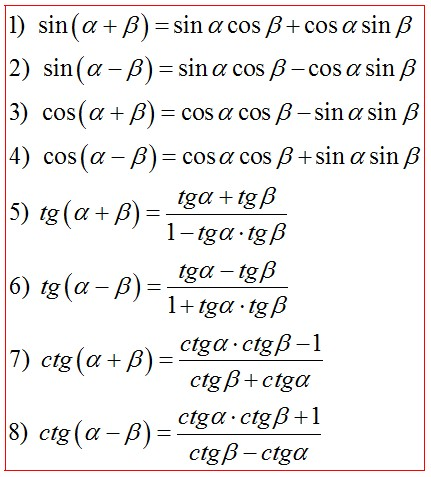 1) sin(α + β) = sin α cos β + cos α sin β
2) sin(α − β) = sin α cos β − cos α sin β
3) cos(α + β) = cos α cos β − sin α sin β
4) cos(α − β) = cos α cos β + sin α sin β
5) tg(α + β) = (tgα + tgβ) / (1 − tgα · tgβ)
6) tg(α − β) = (tgα − tgβ) / (1 + tgα · tgβ)
7) ctg(α + β) = (ctgα · ctgβ − 1) / (ctgβ + ctgα)
8) ctg(α − β) = (ctgα · ctgβ + 1) / (ctgβ − ctgα)